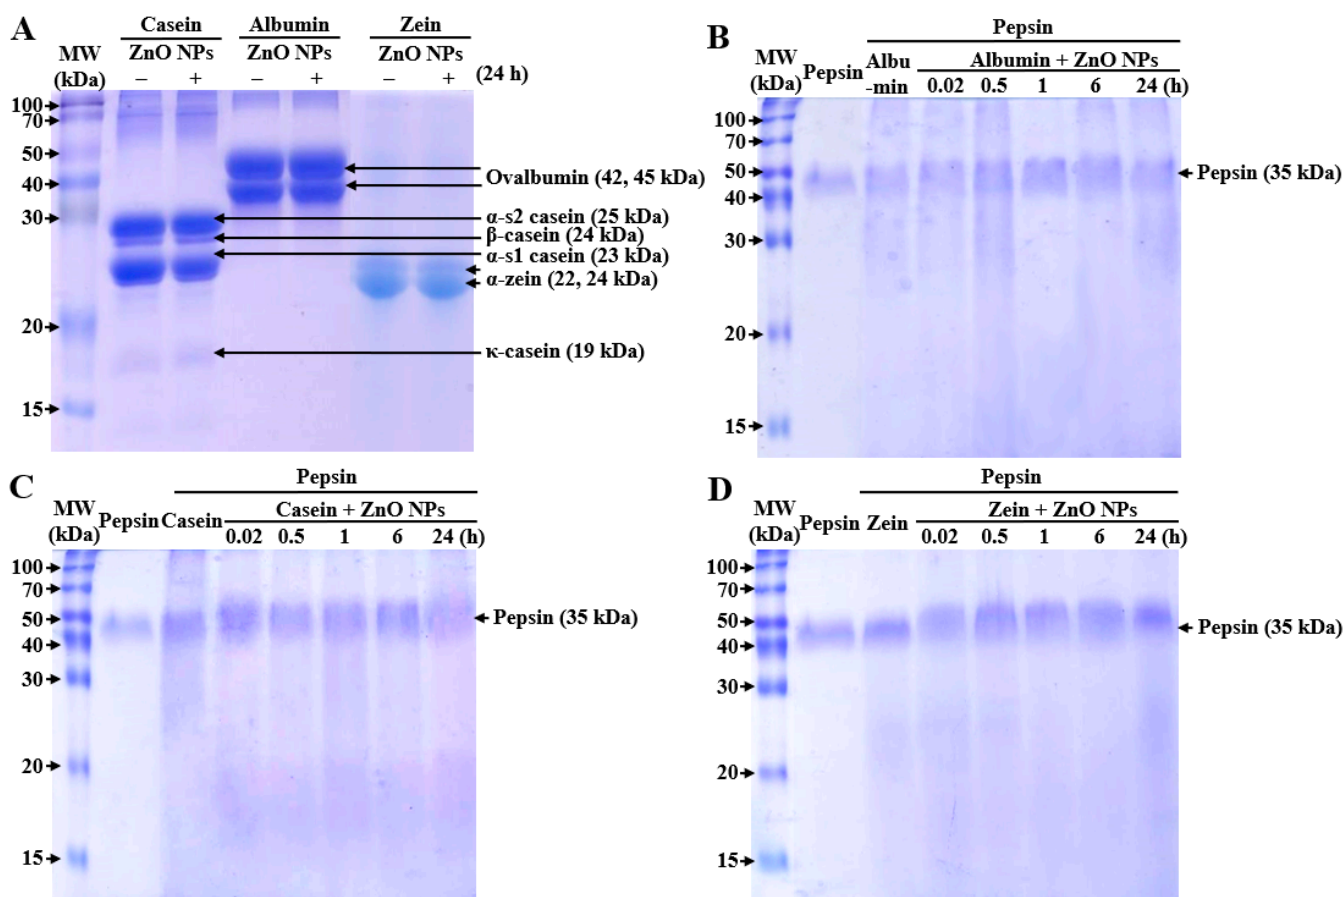 A
Casein Albumin Zein
MW
(kDa)
ZnO NPs ZnO NPs ZnO NPs
– + – + – + (24 h)
100
70
50
40
30
20
15
Ovalbumin (42, 45 kDa)
α-s2 casein (25 kDa)
β-casein (24 kDa)
α-s1 casein (23 kDa)
α-zein (22, 24 kDa)
κ-casein (19 kDa)
B
Pepsin
MW
(kDa)
Pepsin Albu
-min
Albumin + ZnO NPs
0.02 0.5 1 6 24 (h)
100
70
50
40
30
20
15
Pepsin (35 kDa)
C
Pepsin
MW
(kDa)
Pepsin Casein Casein + ZnO NPs
0.02 0.5 1 6 24 (h)
100
70
50
40
30
20
15
Pepsin (35 kDa)
D
Pepsin
MW
(kDa)
Pepsin Zein Zein + ZnO NPs
0.02 0.5 1 6 24 (h)
100
70
50
40
30
20
15
Pepsin (35 kDa)